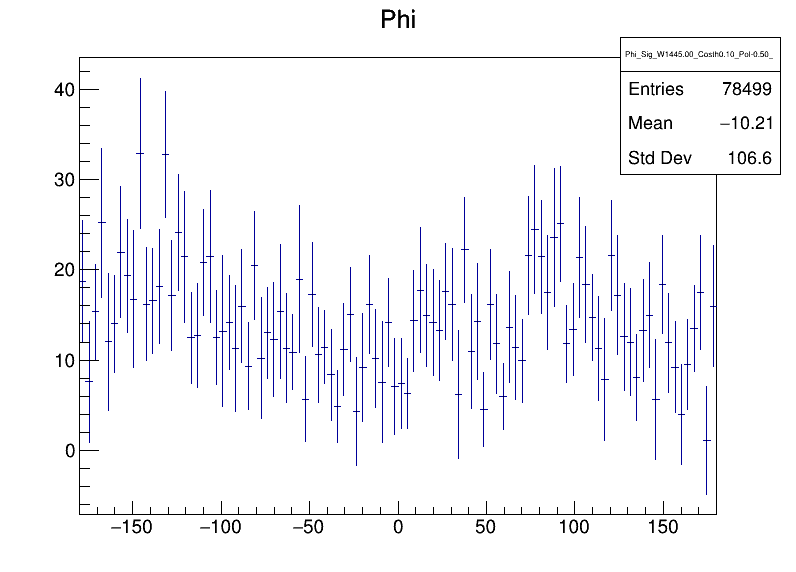 Phi
Phi_Sig_W1445.00_Costh0.10_Pol-0.50_
Entries 78499
Mean −10.21
Std Dev 106.6
40
30
20
10
0
−150 −100 −50 0 50 100 150